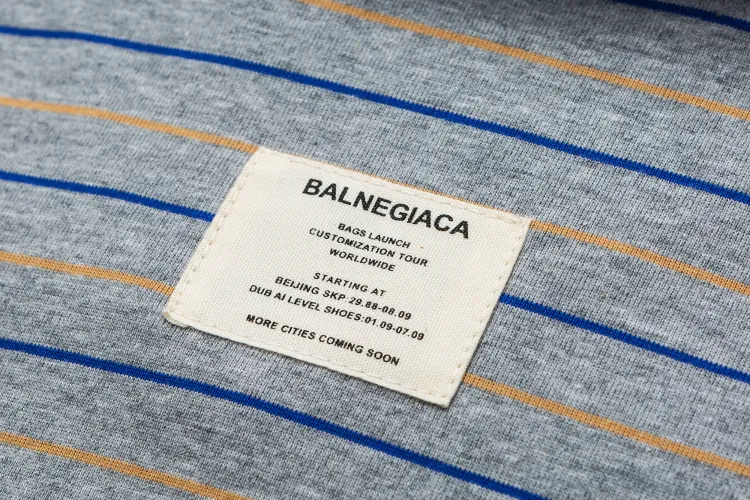 BALNEGIACA
BAGS LAUNCH
CUSTOMIZATION TOUR
WORLDWIDE
STARTING AT
BEIJING SKP·29.88-08.09
DUB AI LEVEL SHOES:01.09-07.09
MORE CITIES COMING SOON